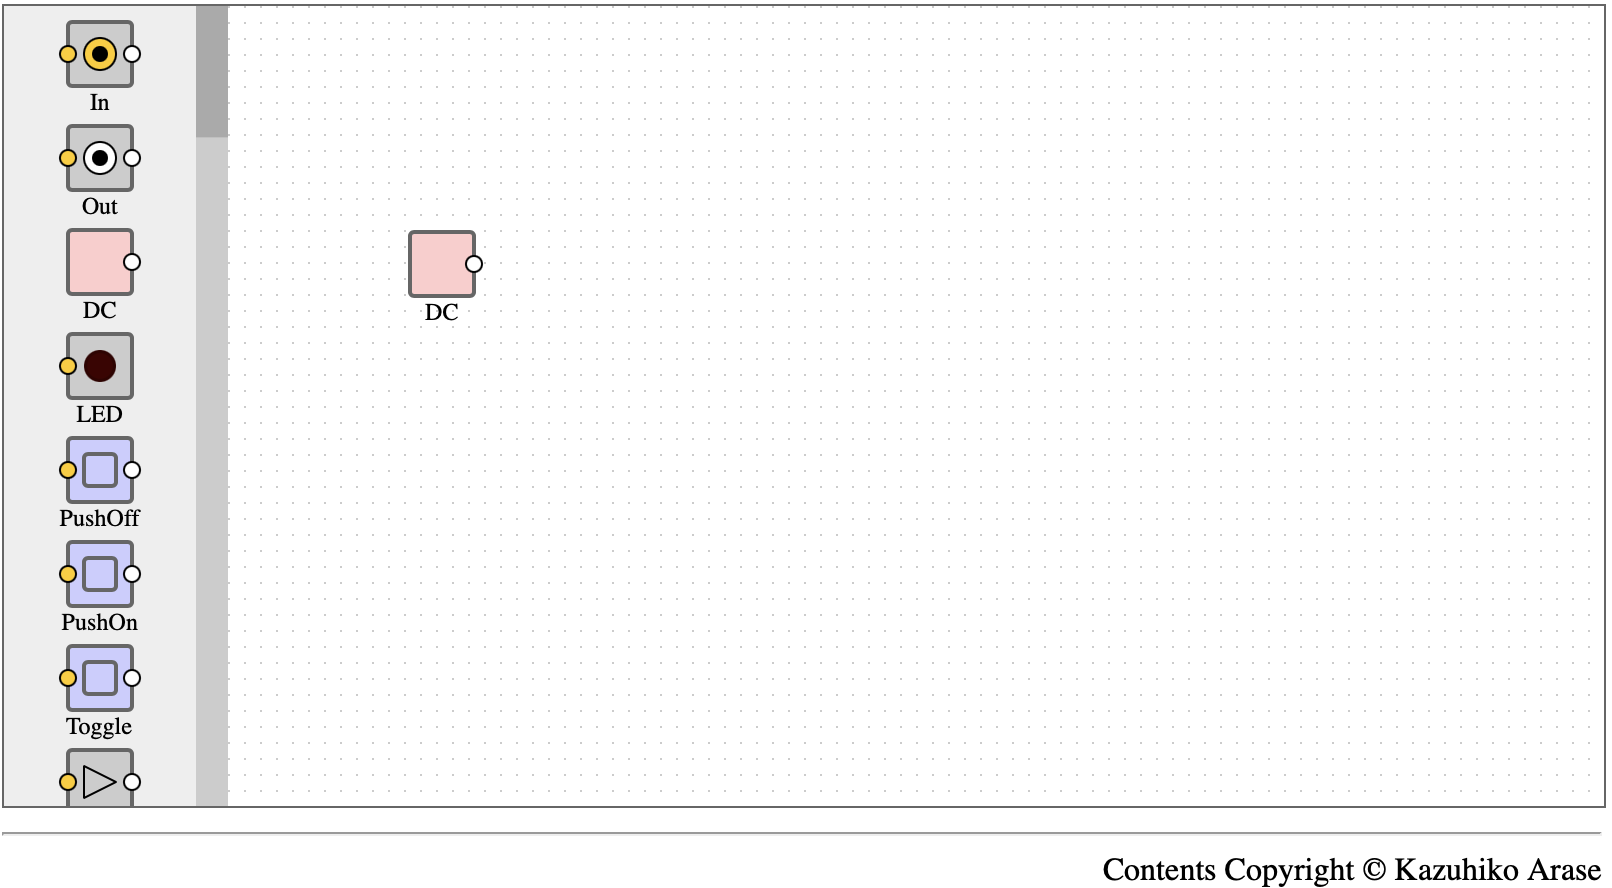 In
Out
DC
LED
PushOff
PushOn
Toggle
DC
Contents Copyright © Kazuhiko Arase